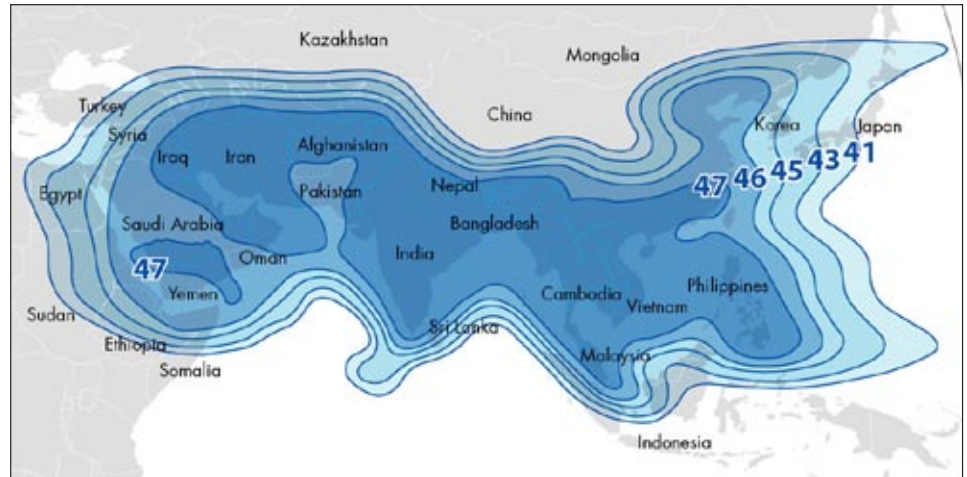 Kazakhstan
Mongolia
China
Turkey
Syria
Korea
Japan
Iraq
Iran
Afghanistan
Egypt
Pakistan
Nepal
47
46
45
43
41
Saudi Arabia
Bangladesh
India
Oman
47
Yemen
Cambodia
Vietnam
Philippines
Sudan
Sri Lanka
Ethiopia
Somalia
Malaysia
Indonesia